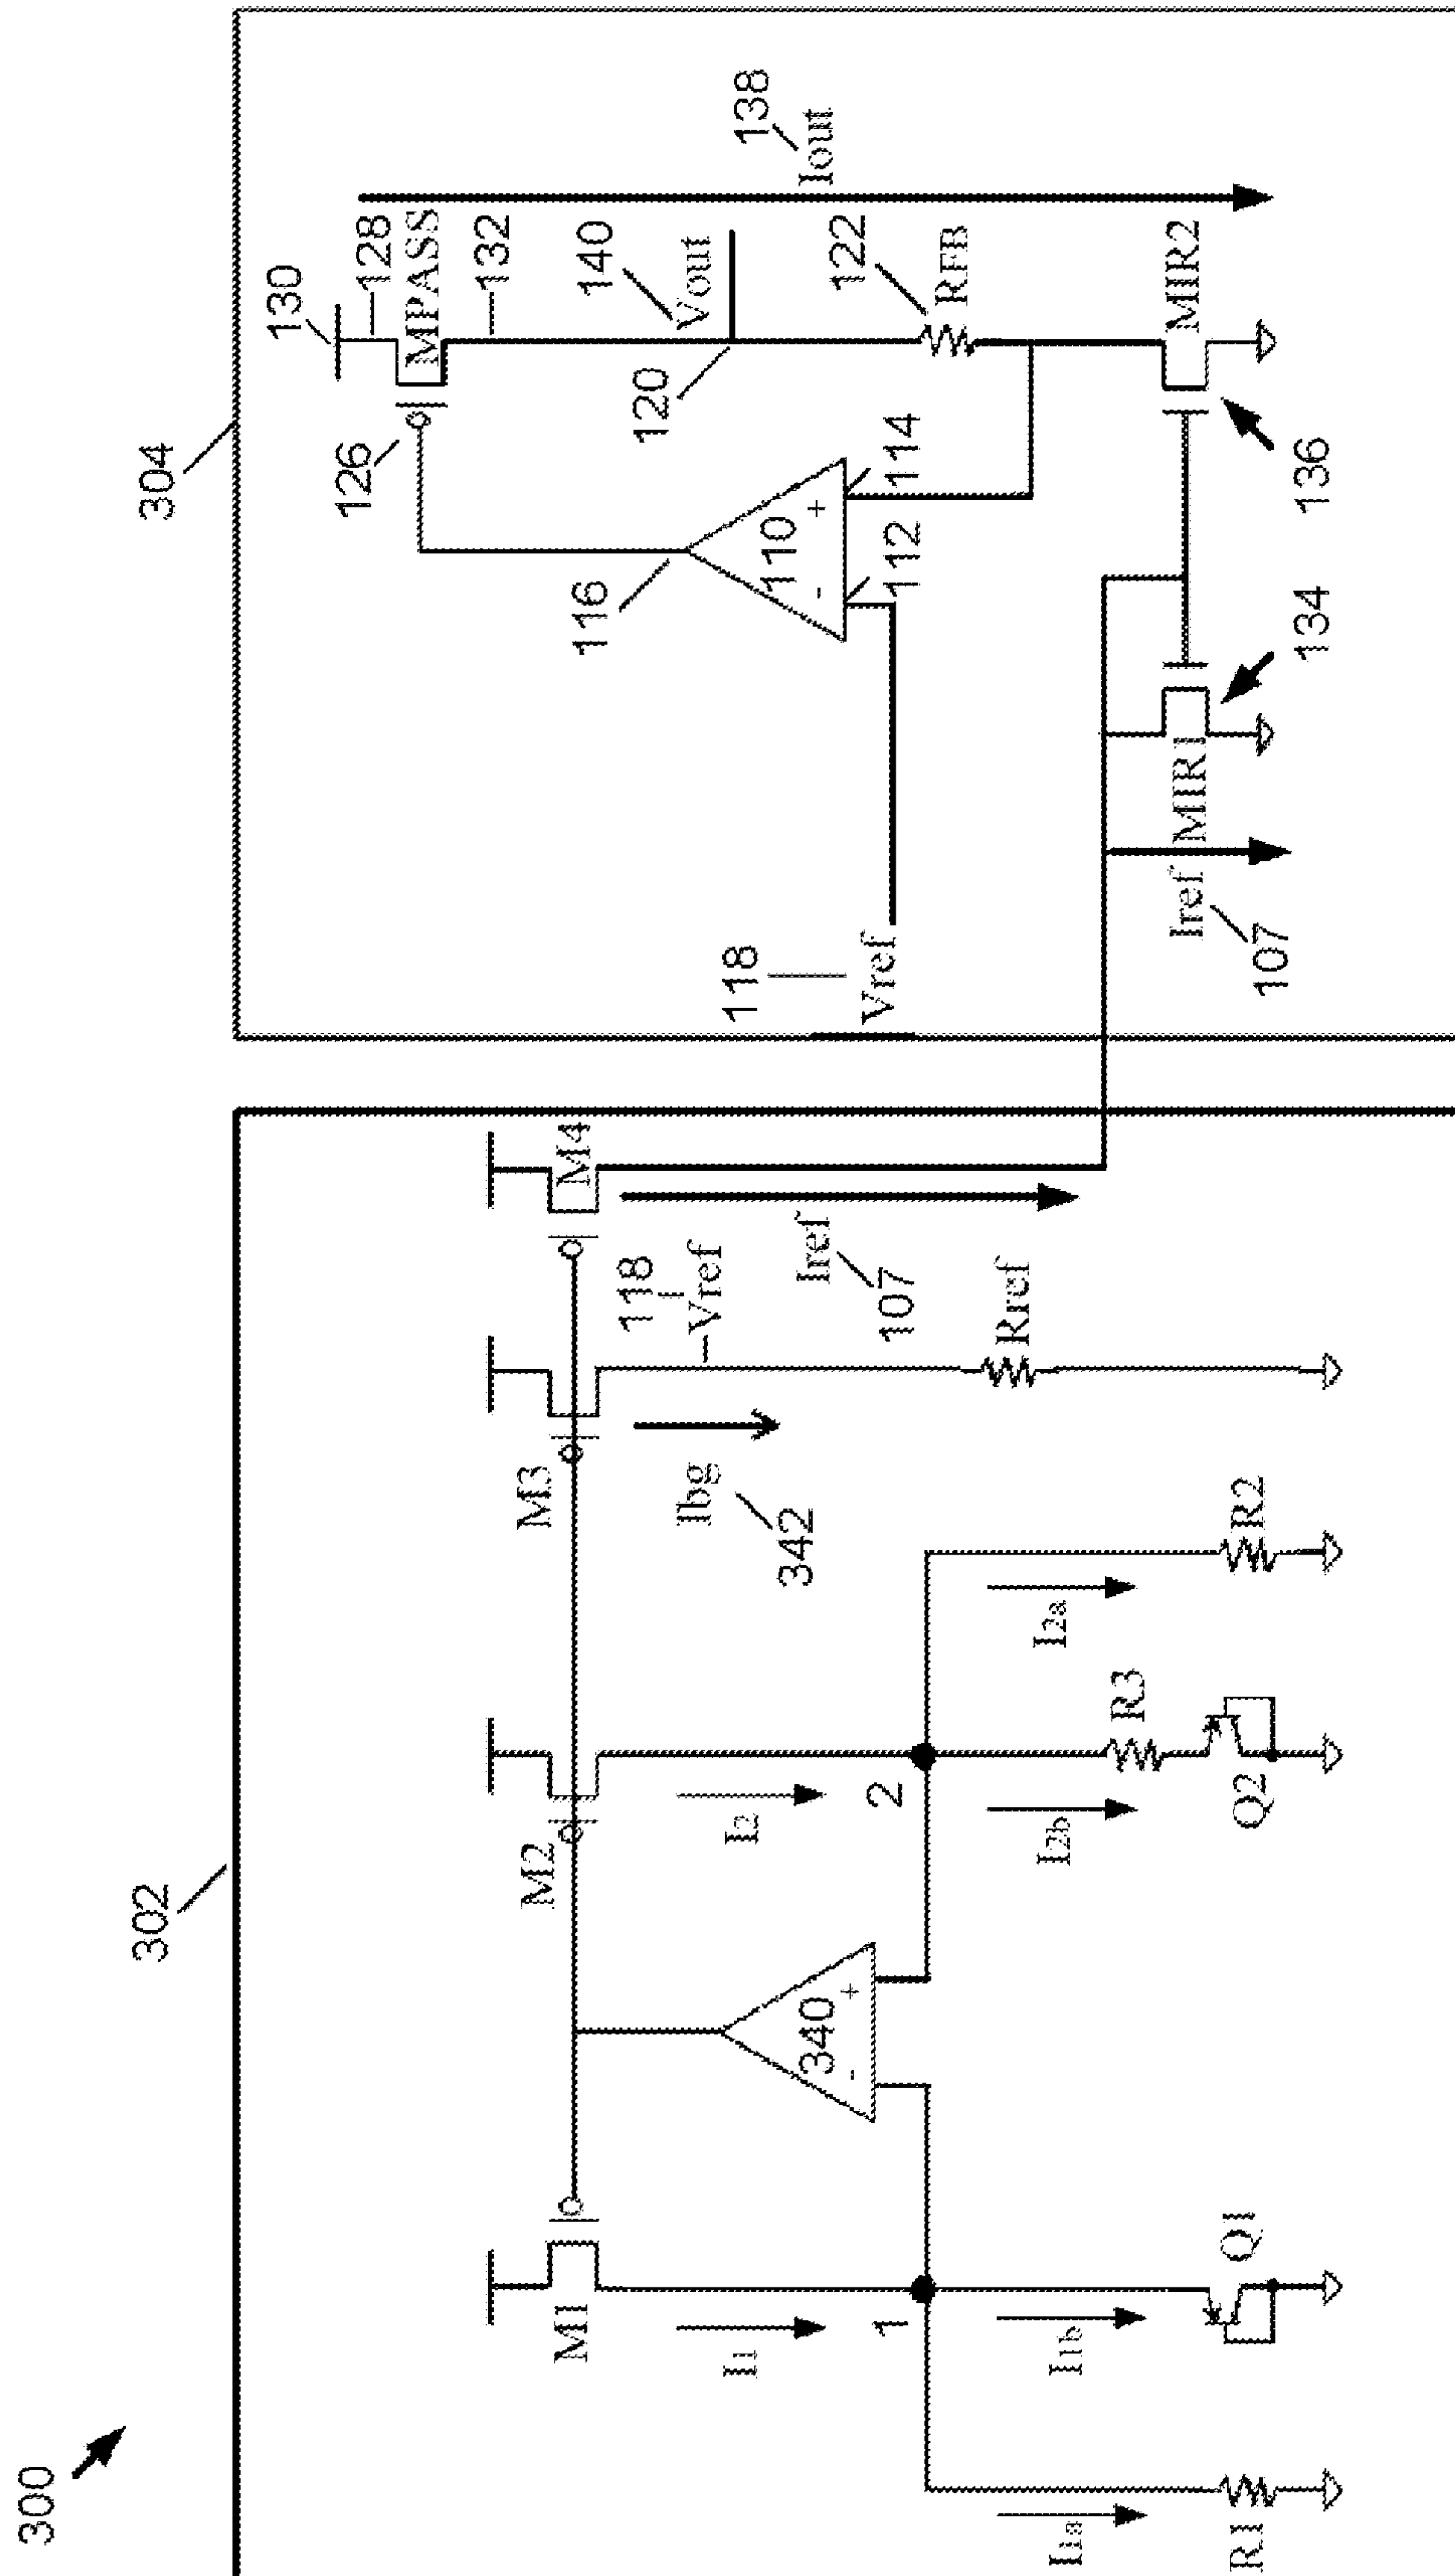 300
302
304
130
128
MPASS
126
132
138
Iout
140
Vout
120
116
110
-
+
114
112
122
RFB
118
Vref
MIR2
136
134
MIR1
Iref
107
M1
M2
M3
M4
I1
I2
Ibg
342
118
Vref
Iref
107
340
-
+
1
2
Rref
I1a
I1b
I2b
I2a
R1
Q1
R3
Q2
R2